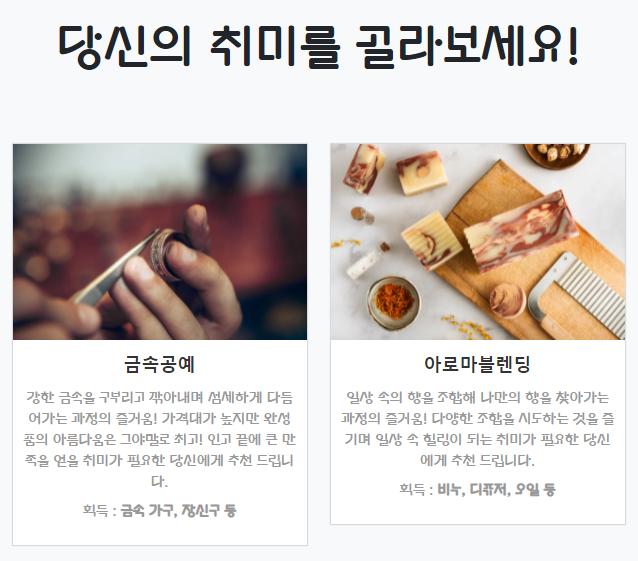 당신의 취미를 골라보세요!
금속공예
강한 금속을 구부리고 깎아내며 섬세하게 다듬
어가는 과정의 즐거움! 가격대가 높지만 완성
품의 아름다움은 그야말로 최고! 인고 끝에 큰 만
족을 얻을 취미가 필요한 당신에게 추천 드립니
다.
획득 : 금속 가구, 장신구 등
아로마블렌딩
일상 속의 향을 조합해 나만의 향을 찾아가는
과정의 즐거움! 다양한 조합을 시도하는 것을 즐
기며 일상 속 힐링이 되는 취미가 필요한 당신
에게 추천 드립니다.
획득 : 비누, 디퓨저, 오일 등